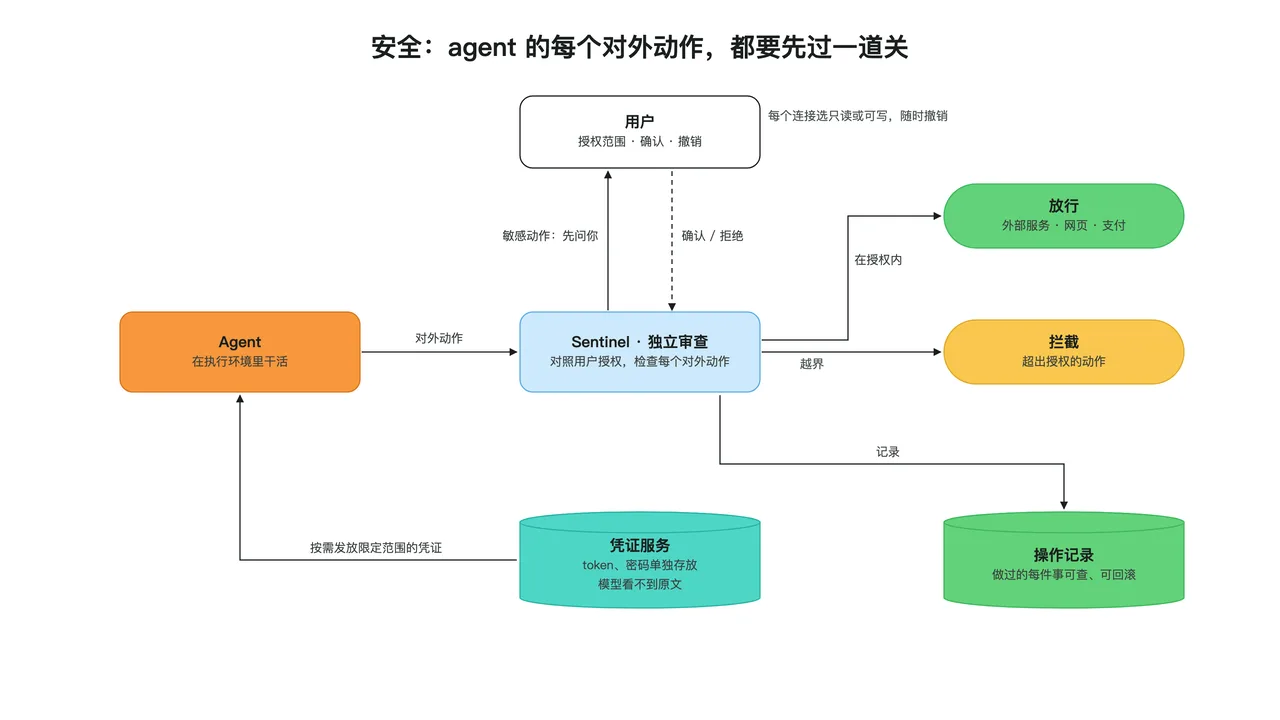 安全：agent 的每个对外动作，都要先过一道关
用户
授权范围 · 确认 · 撤销
每个连接选只读或可写，随时撤销
敏感动作：先问你
确认 / 拒绝
放行
外部服务 · 网页 · 支付
在授权内
Agent
在执行环境里干活
对外动作
Sentinel · 独立审查
对照用户授权，检查每个对外动作
越界
拦截
超出授权的动作
记录
按需发放限定范围的凭证
凭证服务
token、密码单独存放
模型看不到原文
操作记录
做过的每件事可查、可回滚